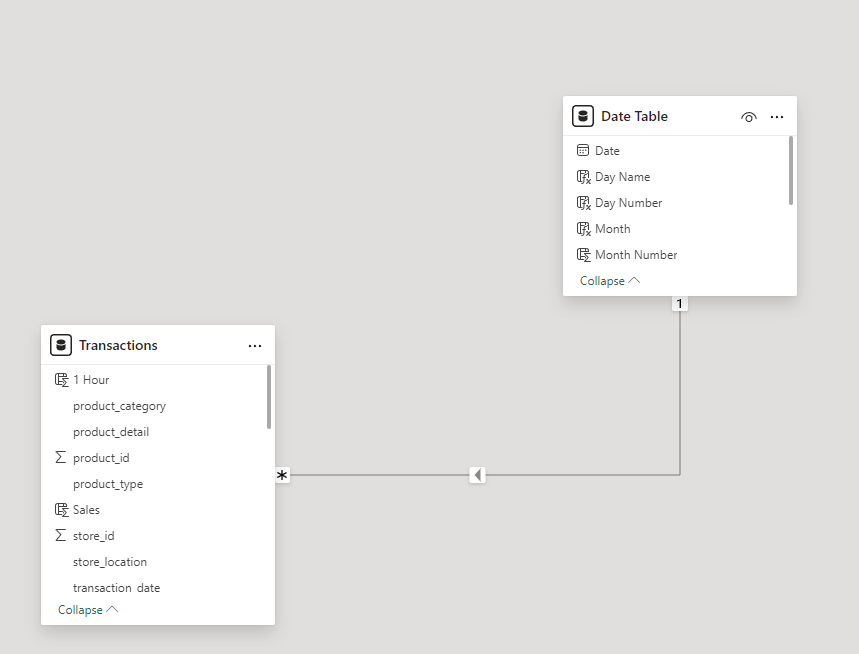 Date Table
Date
Day Name
Day Number
Month
Month Number
Collapse
1
Transactions
1 Hour
product_category
product_detail
product_id
product_type
Sales
store_id
store_location
transaction_date
Collapse
*